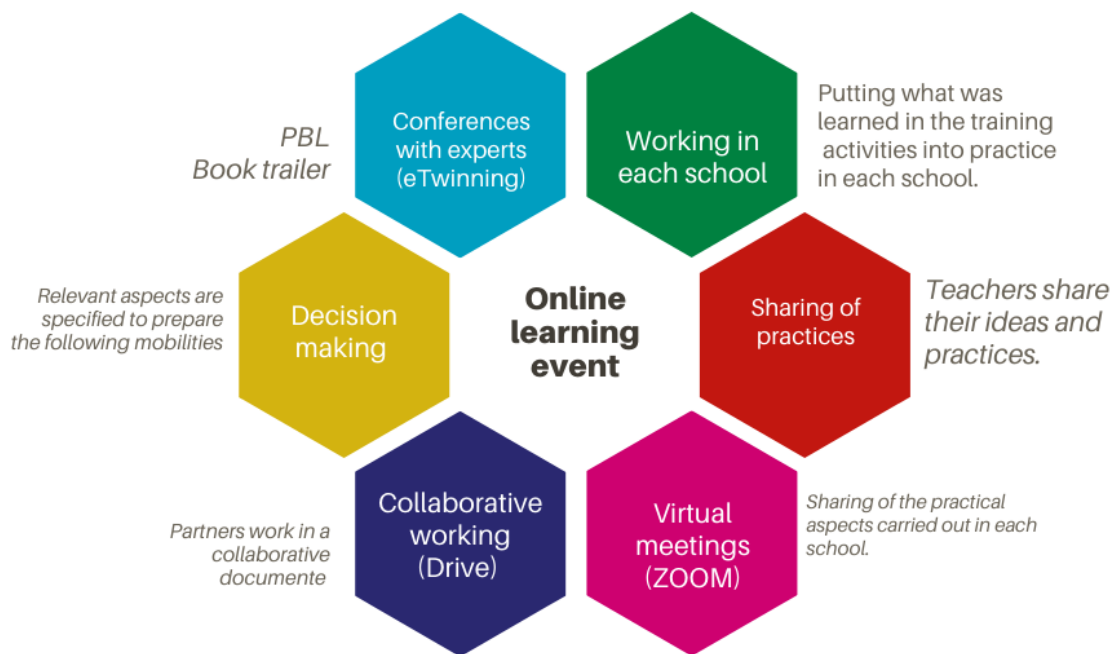 PBL
Book trailer
Conferences
with experts
(eTwinning)
Working in
each school
Putting what was
learned in the training
activities into practice
in each school.
Relevant aspects are
specified to prepare
the following mobilities
Decision
making
Online
learning
event
Sharing of
practices
Teachers share
their ideas and
practices.
Partners work in a
collaborative
documente
Collaborative
working
(Drive)
Virtual
meetings
(ZOOM)
Sharing of the practical
aspects carried out in each
school.